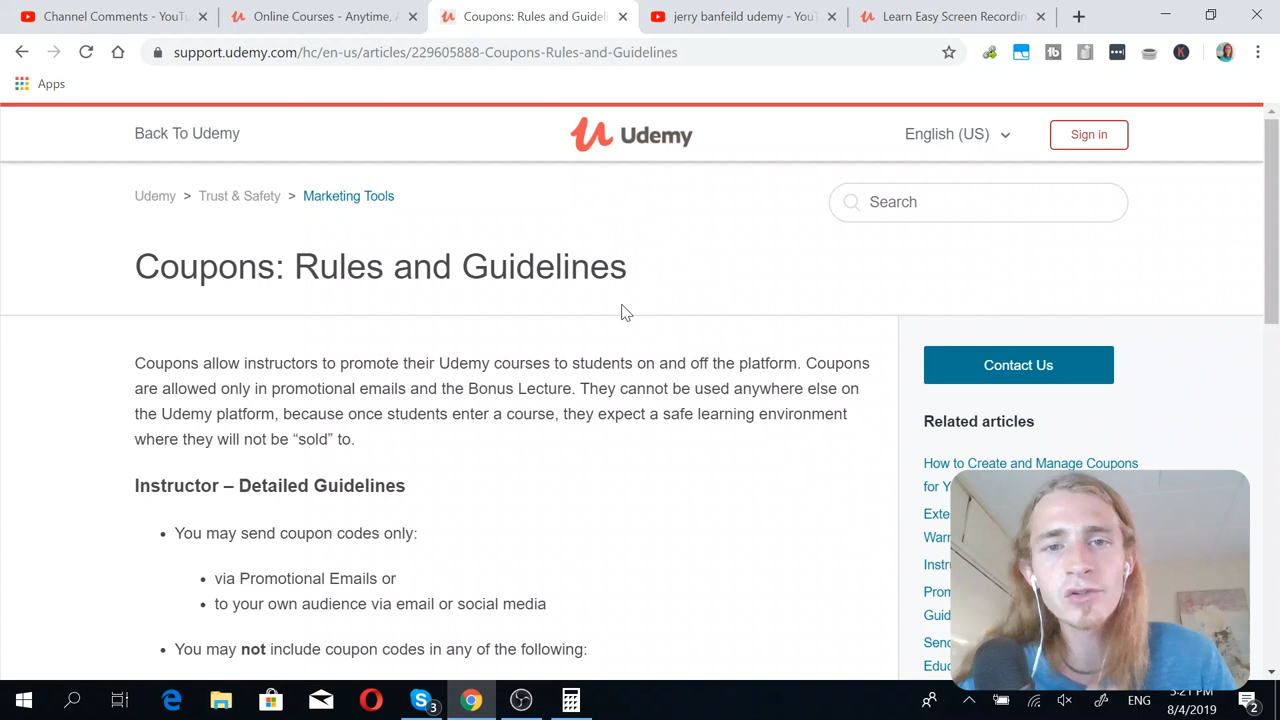 Channel Comments - YouTu
Online Courses - Anytime, A
Coupons: Rules and Guideli
jerry banfeild udemy - YouT
Learn Easy Screen Recordin
support.udemy.com/hc/en-us/articles/229605888-Coupons-Rules-and-Guidelines
Apps
Back To Udemy
Udemy
English (US)
Sign in
Udemy > Trust & Safety > Marketing Tools
Search
Coupons: Rules and Guidelines
Coupons allow instructors to promote their Udemy courses to students on and off the platform. Coupons
are allowed only in promotional emails and the Bonus Lecture. They cannot be used anywhere else on
the Udemy platform, because once students enter a course, they expect a safe learning environment
where they will not be “sold” to.
Instructor – Detailed Guidelines
• You may send coupon codes only:
• via Promotional Emails or
• to your own audience via email or social media
• You may not include coupon codes in any of the following:
Contact Us
Related articles
How to Create and Manage Coupons
for Y
Exte
Warn
Instru
Prom
Guid
Send
Educ
3
ENG
3:21 PM
8/4/2019
2